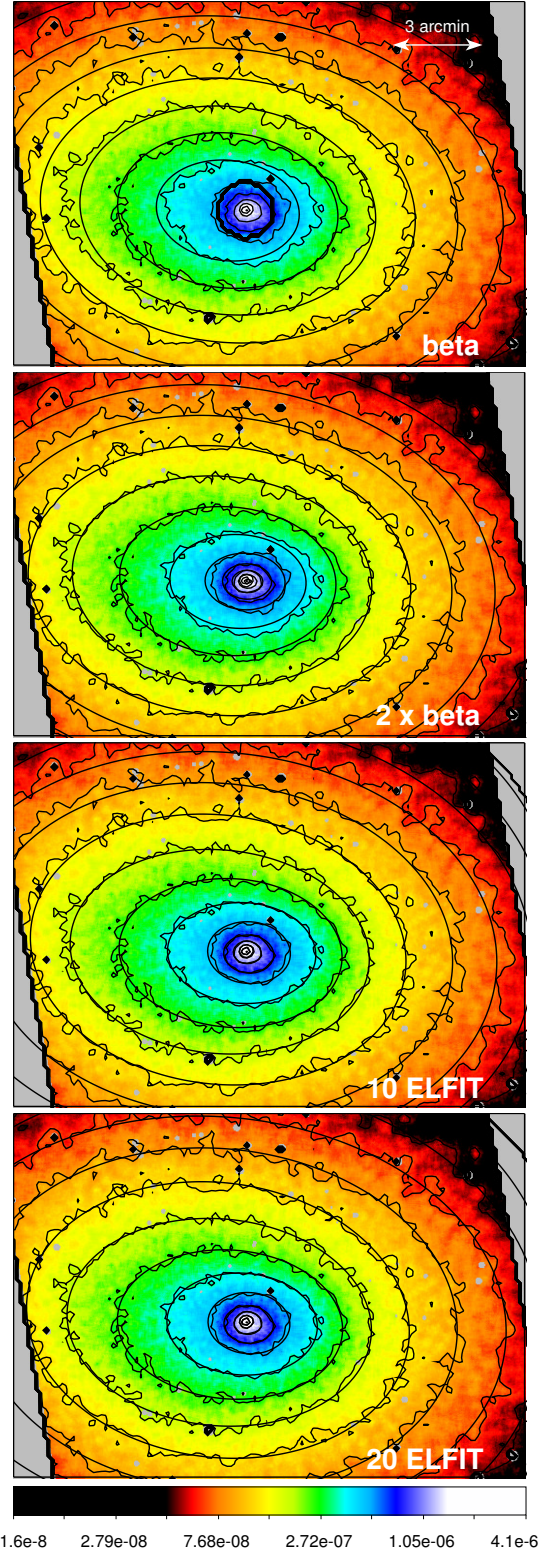 3 arcmin
beta
2 x beta
10 ELFIT
20 ELFIT
1.6e-8 2.79e-08 7.68e-08 2.72e-07 1.05e-06 4.1e-6